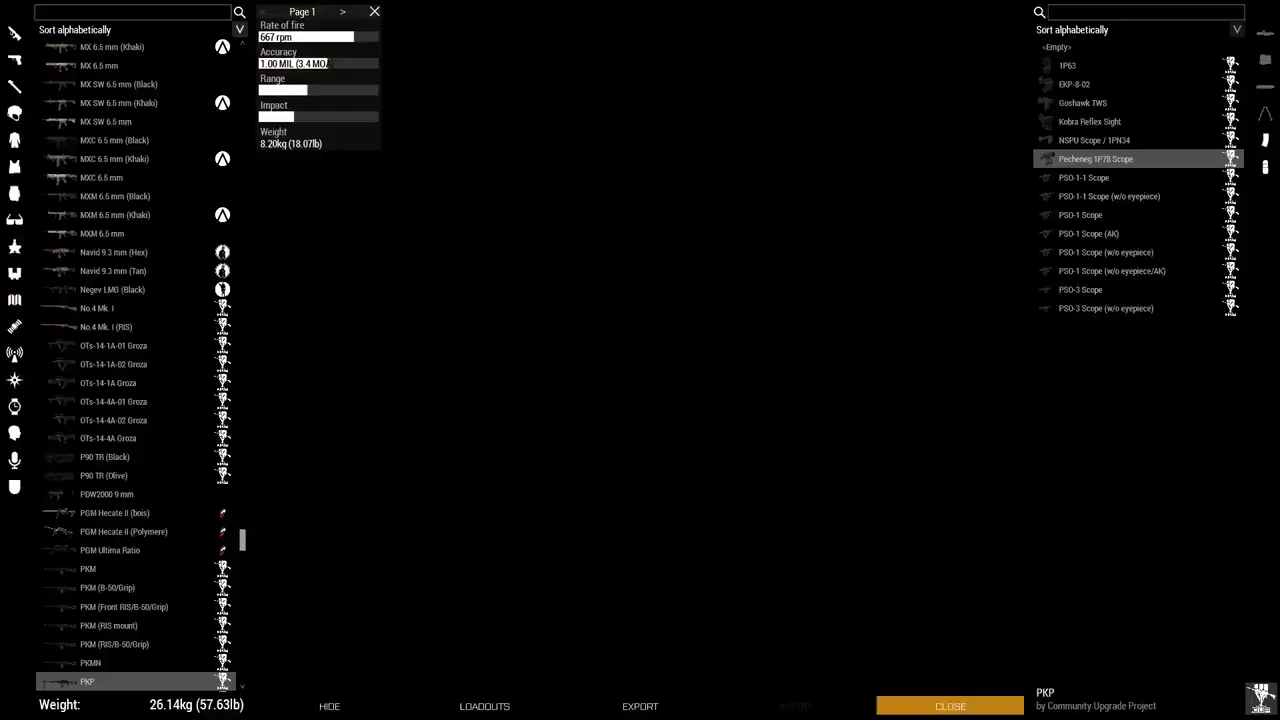 Sort alphabetically
MX 6.5 mm (Khaki)
MX 6.5 mm
MX SW 6.5 mm (Black)
MX SW 6.5 mm (Khaki)
MX SW 6.5 mm
MXC 6.5 mm (Black)
MXC 6.5 mm (Khaki)
MXC 6.5 mm
MXM 6.5 mm (Black)
MXM 6.5 mm (Khaki)
MXM 6.5 mm
Navid 9.3 mm (Hex)
Navid 9.3 mm (Tan)
Negev LMG (Black)
No.4 Mk. I
No.4 Mk. I (RIS)
OTs-14-1A-01 Groza
OTs-14-1A-02 Groza
OTs-14-1A Groza
OTs-14-4A-01 Groza
OTs-14-4A-02 Groza
OTs-14-4A Groza
P90 TR (Black)
P90 TR (Olive)
PDW2000 9 mm
PGM Hecate II (bois)
PGM Hecate II (Polymere)
PGM Ultima Ratio
PKM
PKM (B-50/Grip)
PKM (Front RIS/B-50/Grip)
PKM (RIS mount)
PKM (RIS/B-50/Grip)
PKMN
PKP
Weight: 26.14kg (57.63lb)
< Page 1 >
Rate of fire
667 rpm
Accuracy
1.00 MIL (3.4 MOA)
Range
Impact
Weight
8.20kg (18.07lb)
HIDE
LOADOUTS
EXPORT
CLOSE
Sort alphabetically
<Empty>
1P63
EKP-8-02
Goshawk TWS
Kobra Reflex Sight
NSPU Scope / 1PN34
Pecheneg 1P78 Scope
PSO-1-1 Scope
PSO-1-1 Scope (w/o eyepiece)
PSO-1 Scope
PSO-1 Scope (AK)
PSO-1 Scope (w/o eyepiece)
PSO-1 Scope (w/o eyepiece/AK)
PSO-3 Scope
PSO-3 Scope (w/o eyepiece)
PKP
by Community Upgrade Project